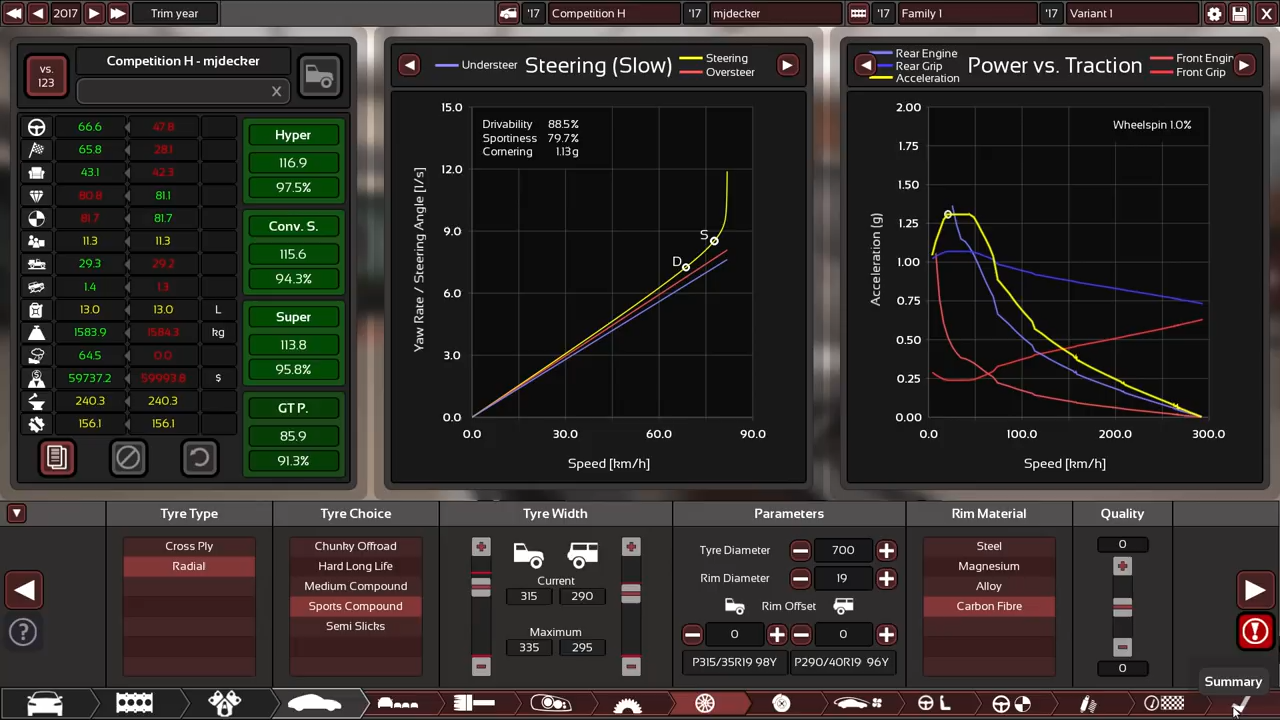 2017
Trim year
'17
Competition H
'17
mjdecker
'17
Family 1
'17
Variant 1
vs.
123
Competition H - mjdecker
X
66.6 47.8
65.8 28.1
43.1 42.3
80.8 81.1
81.7 81.7
11.3 11.3
29.3 29.2
1.4 1.3
13.0 13.0 L
1583.9 1584.3 kg
64.5 0.0
59737.2 59993.8 $
240.3 240.3
156.1 156.1
Hyper
116.9
97.5%
Conv. S.
115.6
94.3%
Super
113.8
95.8%
GT P.
85.9
91.3%
Understeer
Steering (Slow)
Steering
Oversteer
Drivability 88.5%
Sportiness 79.7%
Cornering 1.13g
Yaw Rate / Steering Angle [1/s]
15.0
12.0
9.0
6.0
3.0
0.0
S
D
0.0 30.0 60.0 90.0
Speed [km/h]
Rear Engine
Rear Grip
Acceleration
Power vs. Traction
Front Engin
Front Grip
Wheelspin 1.0%
Acceleration (g)
2.00
1.75
1.50
1.25
1.00
0.75
0.50
0.25
0.00
0.0 100.0 200.0 300.0
Speed [km/h]
Tyre Type
Cross Ply
Radial
Tyre Choice
Chunky Offroad
Hard Long Life
Medium Compound
Sports Compound
Semi Slicks
Tyre Width
Current
315 290
Maximum
335 295
Parameters
Tyre Diameter 700
Rim Diameter 19
Rim Offset
0 0
P315/35R19 98Y P290/40R19 96Y
Rim Material
Steel
Magnesium
Alloy
Carbon Fibre
Quality
0
0
?
Summary